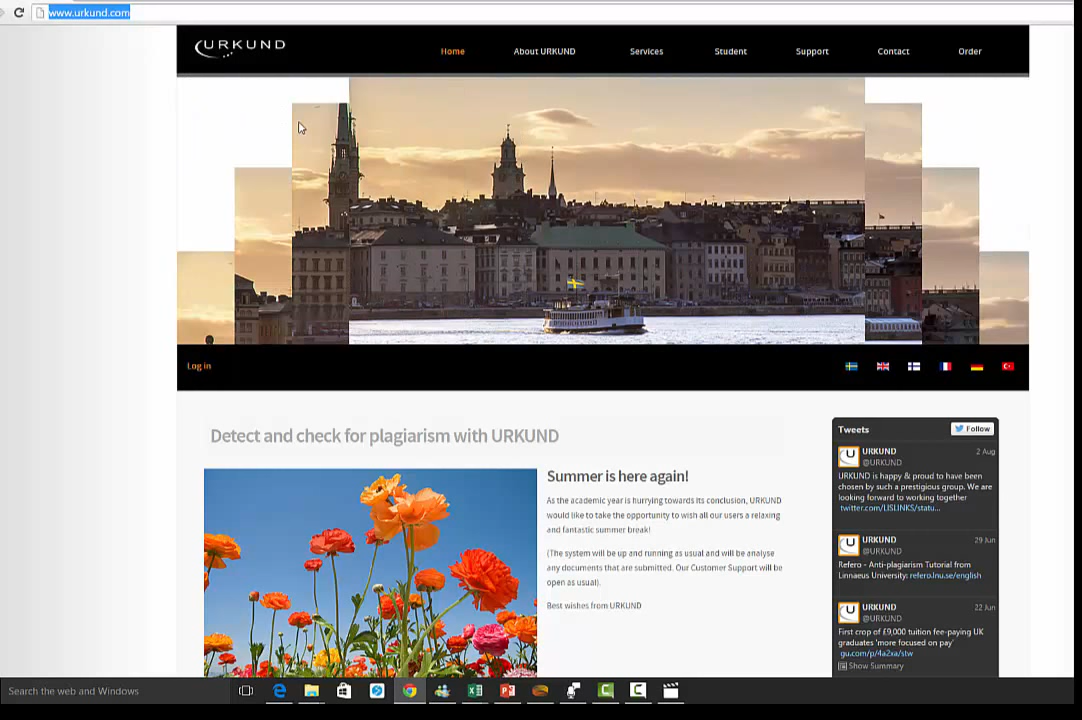 www.urkund.com
URKUND
Home About URKUND Services Student Support Contact Order
Log in
Detect and check for plagiarism with URKUND
Summer is here again!
As the academic year is hurrying towards its conclusion, URKUND
would like to take the opportunity to wish all our users a relaxing
and fantastic summer break!
(The system will be up and running as usual and will be analyse
any documents that are submitted. Our Customer Support will be
open as usual).
Best wishes from URKUND
Tweets Follow
URKUND 2 Aug
@URKUND
URKUND is happy & proud to have been
chosen by such a prestigious group. We are
looking forward to working together
twitter.com/LISLINKS/statu...
URKUND 29 Jun
@URKUND
Refero - Anti-plagiarism Tutorial from
Linnaeus University: refero.lnu.se/english
URKUND 22 Jun
@URKUND
First crop of £9,000 tuition fee-paying UK
graduates 'more focused on pay'
gu.com/p/4a2xa/stw
Show Summary
Search the web and Windows